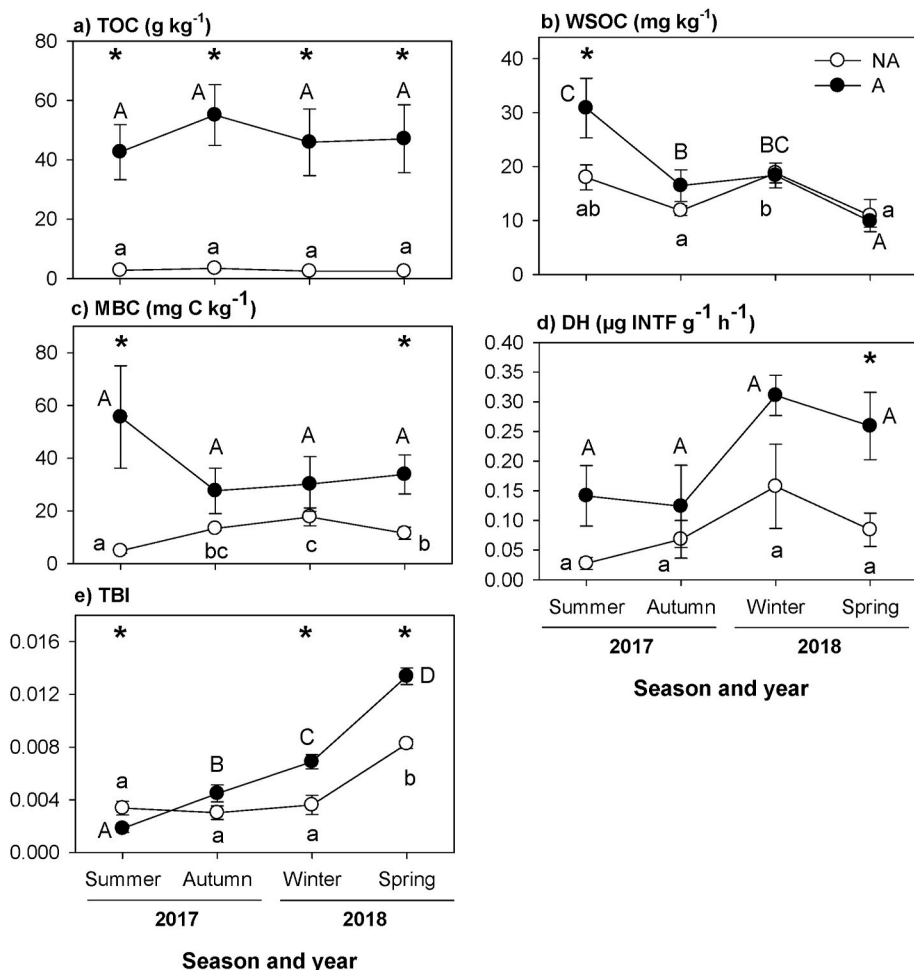 a) TOC (g kg⁻¹)
80
* * * *
60
A A A A
40
20
a a a a
0
b) WSOC (mg kg⁻¹)
40
* NA
A
30
C
20
B BC
ab a b a
10
A
0
c) MBC (mg C kg⁻¹)
80
* *
60
A
40
A A A
20
a bc c b
0
d) DH (µg INTF g⁻¹ h⁻¹)
0.40
0.35
*
0.30
A A
0.25
A A
0.20
0.15
0.10
0.05
a a a a
0.00
Summer Autumn Winter Spring
2017 2018
Season and year
e) TBI
0.016
* * *
0.012
D
0.008
a B C
b
0.004
A a a
0.000
Summer Autumn Winter Spring
2017 2018
Season and year